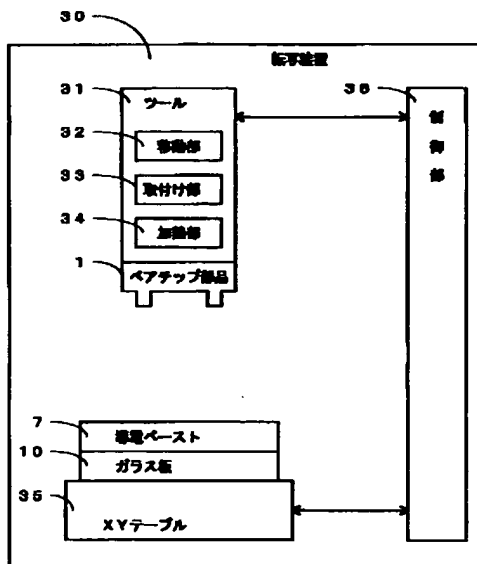 30
転写装置
31
ツール
36
制御部
32
移動部
33
取付け部
34
加熱部
1
ベアチップ部品
7
導電ペースト
10
ガラス板
35
XYテーブル